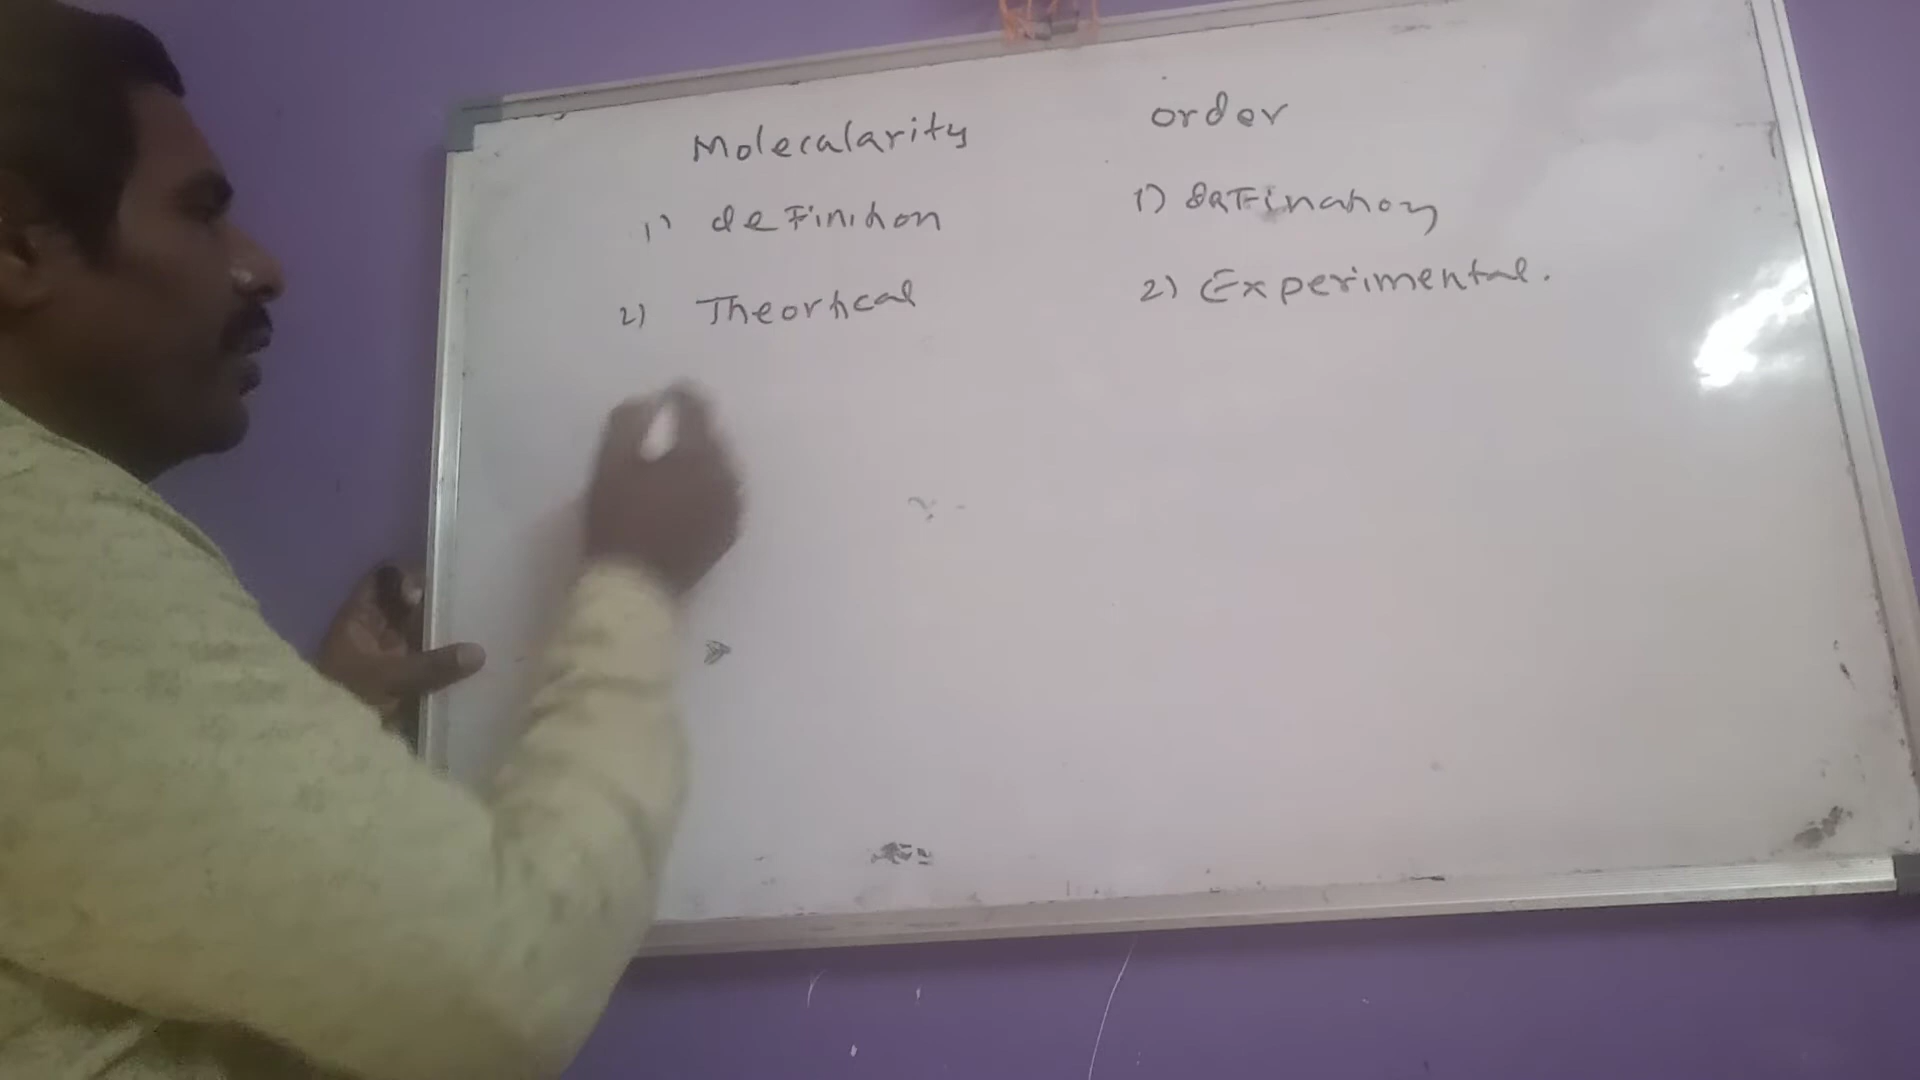 Molecalarity order
1) definition 1) defination
2) Theortical 2) Experimental.